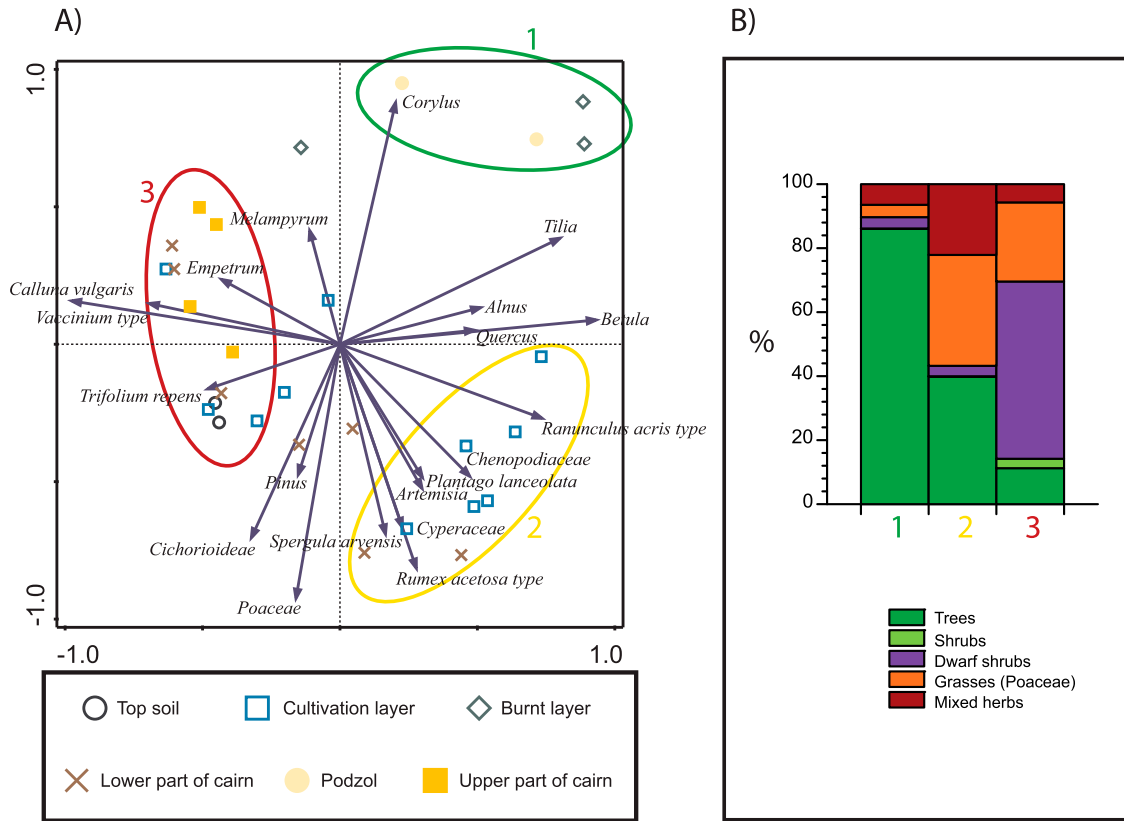 A)
1
1.0
Corylus
3
Melampyrum
Tilia
Empetrum
Calluna vulgaris
Vaccinium type
Alnus
Betula
Quercus
Trifolium repens
Ranunculus acris type
Chenopodiaceae
Pinus
Plantago lanceolata
Artemisia
Cyperaceae
Spergula arvensis
2
Cichorioideae
Rumex acetosa type
Poaceae
-1.0
-1.0
1.0
Top soil
Cultivation layer
Burnt layer
Lower part of cairn
Podzol
Upper part of cairn
B)
100
80
60
%
40
20
0
1
2
3
Trees
Shrubs
Dwarf shrubs
Grasses (Poaceae)
Mixed herbs